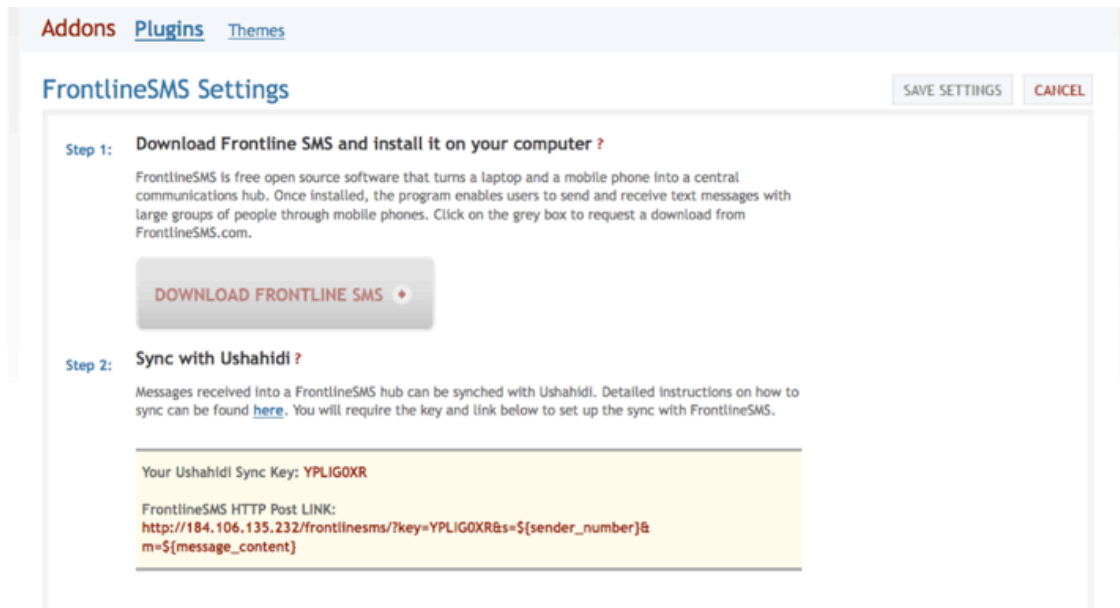 Addons Plugins Themes
FrontlineSMS Settings SAVE SETTINGS CANCEL
Step 1: Download Frontline SMS and install it on your computer ?
FrontlineSMS is free open source software that turns a laptop and a mobile phone into a central
communications hub. Once installed, the program enables users to send and receive text messages with
large groups of people through mobile phones. Click on the grey box to request a download from
FrontlineSMS.com.
DOWNLOAD FRONTLINE SMS
Step 2: Sync with Ushahidi ?
Messages received into a FrontlineSMS hub can be synched with Ushahidi. Detailed instructions on how to
sync can be found here. You will require the key and link below to set up the sync with FrontlineSMS.
Your Ushahidi Sync Key: YPLIG0XR
FrontlineSMS HTTP Post LINK:
http://184.106.135.232/frontlinesms/?key=YPLIG0XR&s=${sender_number}&
m=${message_content}